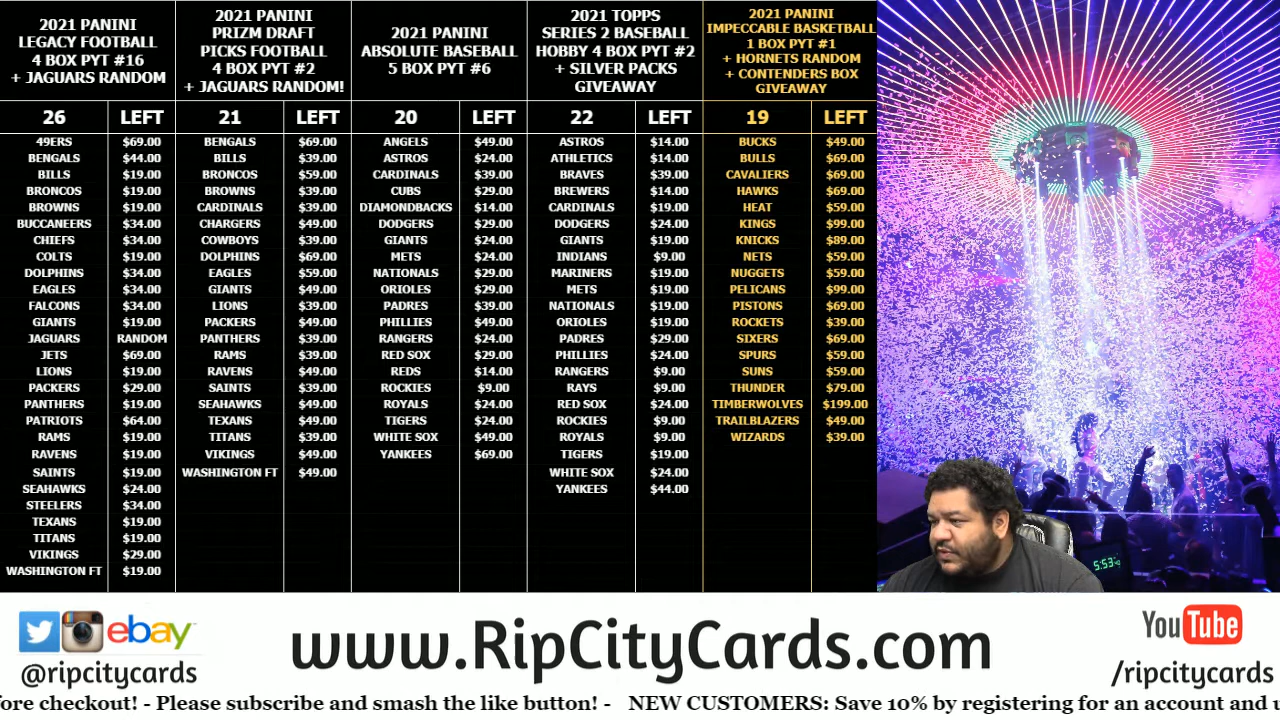 2021 PANINI
LEGACY FOOTBALL
4 BOX PYT #16
+ JAGUARS RANDOM
26 LEFT
49ERS $69.00
BENGALS $44.00
BILLS $19.00
BRONCOS $19.00
BROWNS $19.00
BUCCANEERS $34.00
CHIEFS $34.00
COLTS $19.00
DOLPHINS $34.00
EAGLES $34.00
FALCONS $34.00
GIANTS $19.00
JAGUARS RANDOM
JETS $69.00
LIONS $19.00
PACKERS $29.00
PANTHERS $19.00
PATRIOTS $64.00
RAMS $19.00
RAVENS $19.00
SAINTS $19.00
SEAHAWKS $24.00
STEELERS $34.00
TEXANS $19.00
TITANS $19.00
VIKINGS $29.00
WASHINGTON FT $19.00
2021 PANINI
PRIZM DRAFT
PICKS FOOTBALL
4 BOX PYT #2
+ JAGUARS RANDOM!
21 LEFT
BENGALS $69.00
BILLS $39.00
BRONCOS $59.00
BROWNS $39.00
CARDINALS $39.00
CHARGERS $49.00
COWBOYS $39.00
DOLPHINS $69.00
EAGLES $59.00
GIANTS $49.00
LIONS $39.00
PACKERS $49.00
PANTHERS $39.00
RAMS $39.00
RAVENS $49.00
SAINTS $39.00
SEAHAWKS $49.00
TEXANS $49.00
TITANS $39.00
VIKINGS $49.00
WASHINGTON FT $49.00
2021 PANINI
ABSOLUTE BASEBALL
5 BOX PYT #6
20 LEFT
ANGELS $49.00
ASTROS $24.00
CARDINALS $39.00
CUBS $29.00
DIAMONDBACKS $14.00
DODGERS $29.00
GIANTS $24.00
METS $24.00
NATIONALS $29.00
ORIOLES $29.00
PADRES $39.00
PHILLIES $49.00
RANGERS $24.00
RED SOX $29.00
REDS $14.00
ROCKIES $9.00
ROYALS $24.00
TIGERS $24.00
WHITE SOX $49.00
YANKEES $69.00
2021 TOPPS
SERIES 2 BASEBALL
HOBBY 4 BOX PYT #2
+ SILVER PACKS
GIVEAWAY
22 LEFT
ASTROS $14.00
ATHLETICS $14.00
BRAVES $39.00
BREWERS $14.00
CARDINALS $19.00
DODGERS $24.00
GIANTS $19.00
INDIANS $9.00
MARINERS $19.00
METS $19.00
NATIONALS $19.00
ORIOLES $19.00
PADRES $29.00
PHILLIES $24.00
RANGERS $9.00
RAYS $9.00
RED SOX $24.00
ROCKIES $9.00
ROYALS $9.00
TIGERS $19.00
WHITE SOX $24.00
YANKEES $44.00
2021 PANINI
IMPECCABLE BASKETBALL
1 BOX PYT #1
+ HORNETS RANDOM
+ CONTENDERS BOX
GIVEAWAY
19 LEFT
BUCKS $49.00
BULLS $69.00
CAVALIERS $69.00
HAWKS $69.00
HEAT $59.00
KINGS $99.00
KNICKS $89.00
NETS $59.00
NUGGETS $59.00
PELICANS $99.00
PISTONS $69.00
ROCKETS $39.00
SIXERS $69.00
SPURS $59.00
SUNS $59.00
THUNDER $79.00
TIMBERWOLVES $199.00
TRAILBLAZERS $49.00
WIZARDS $39.00
5:53
ebay
@ripcitycards
www.RipCityCards.com
YouTube
/ripcitycards
fore checkout! - Please subscribe and smash the like button! - NEW CUSTOMERS: Save 10% by registering for an account and u